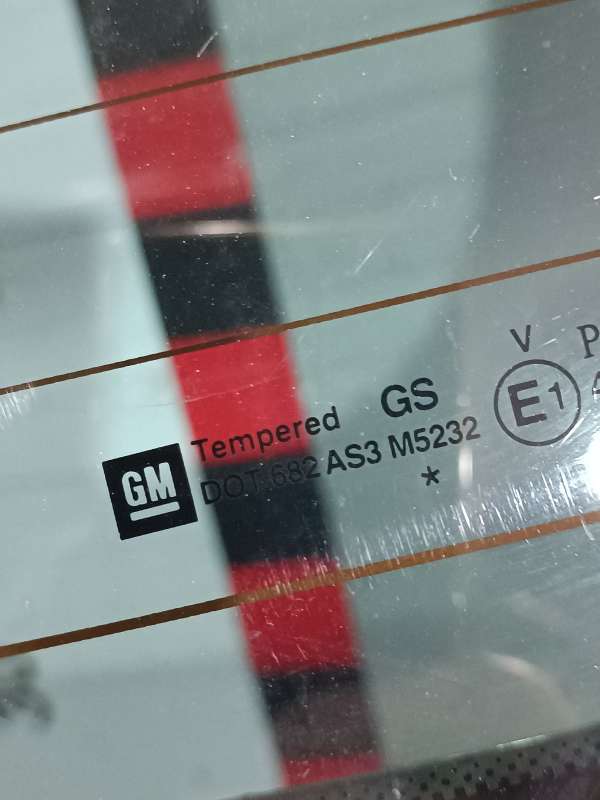 GM Tempered GS
DOT 682 AS3 M5232
*
V
E1
P